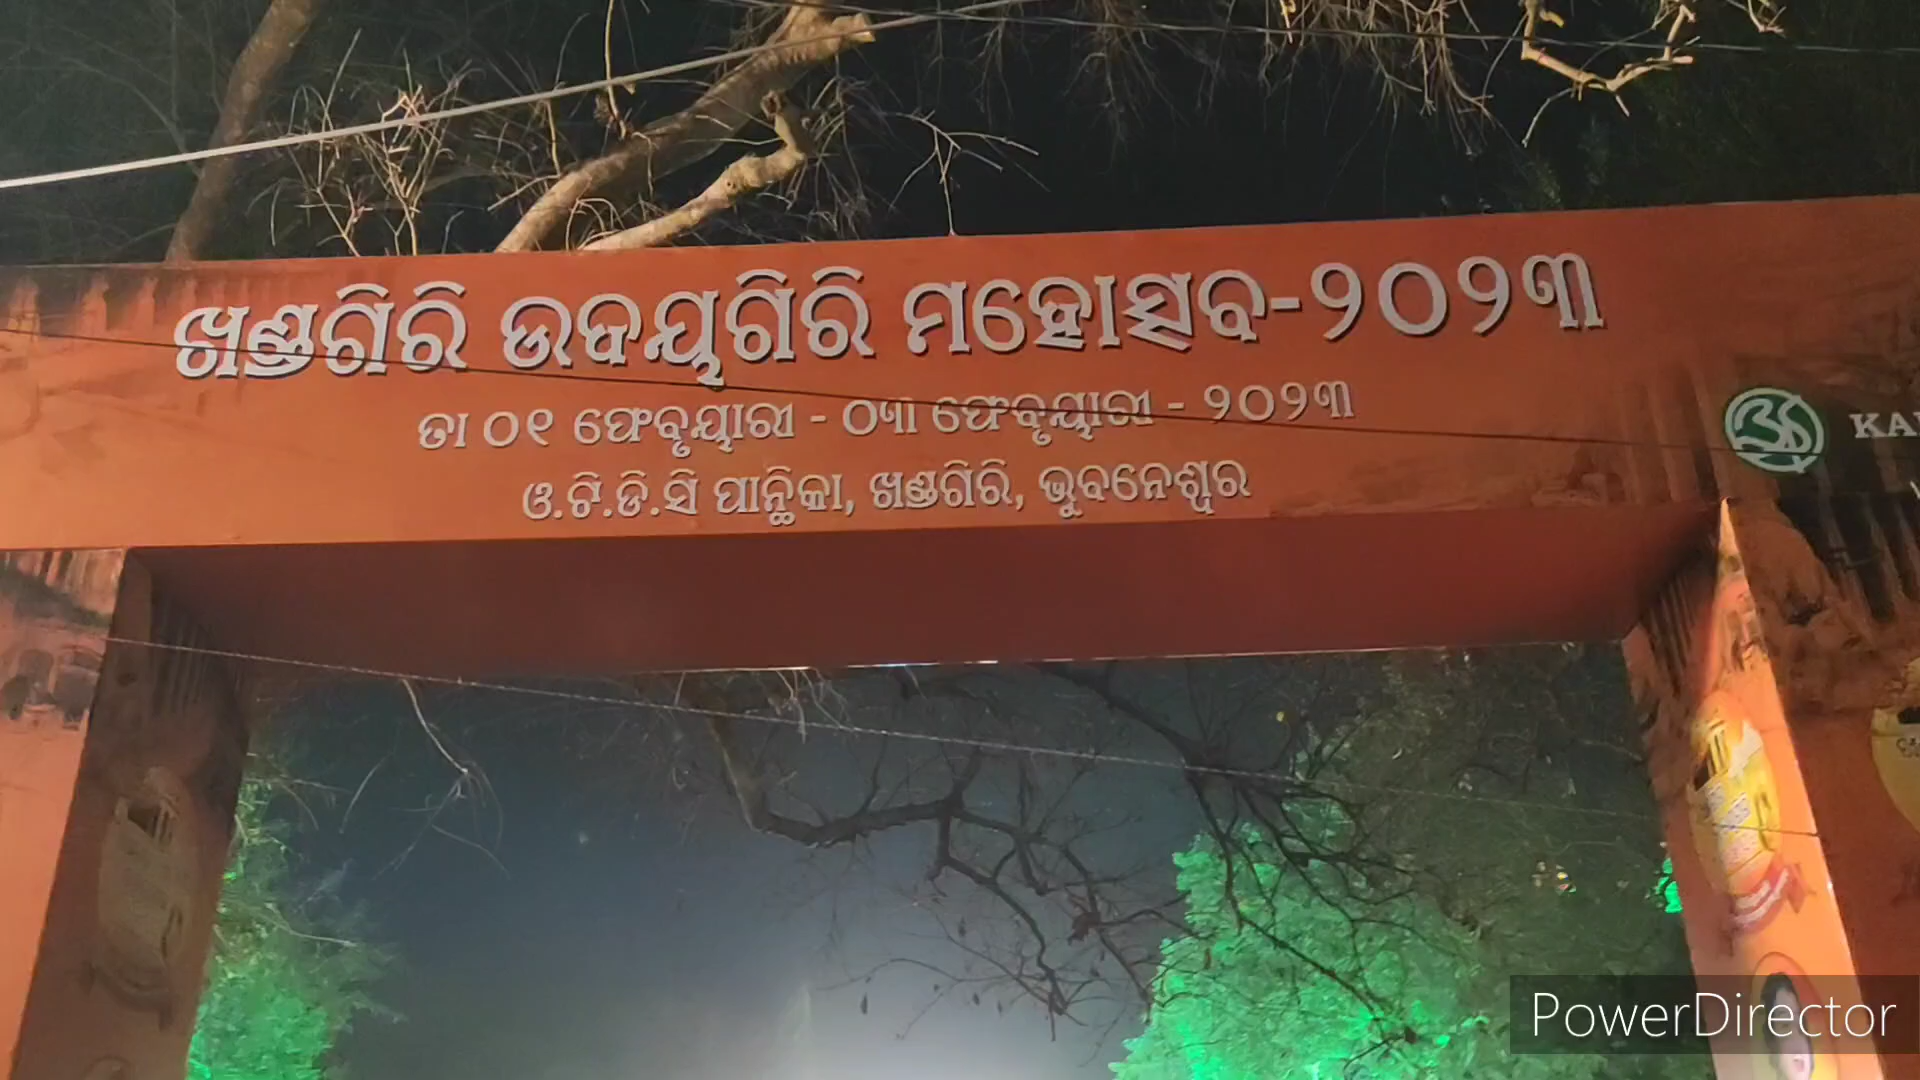 ଖଣ୍ଡଗିରି ଉଦୟଗିରି ମହୋତ୍ସବ-୨୦୨୩
ତା ୦୧ ଫେବୃୟାରୀ - ୦୩ ଫେବୃୟାରୀ - ୨୦୨୩
ଓ.ଟି.ଡି.ସି ପାନ୍ଥିକା, ଖଣ୍ଡଗିରି, ଭୁବନେଶ୍ୱର
PowerDirector